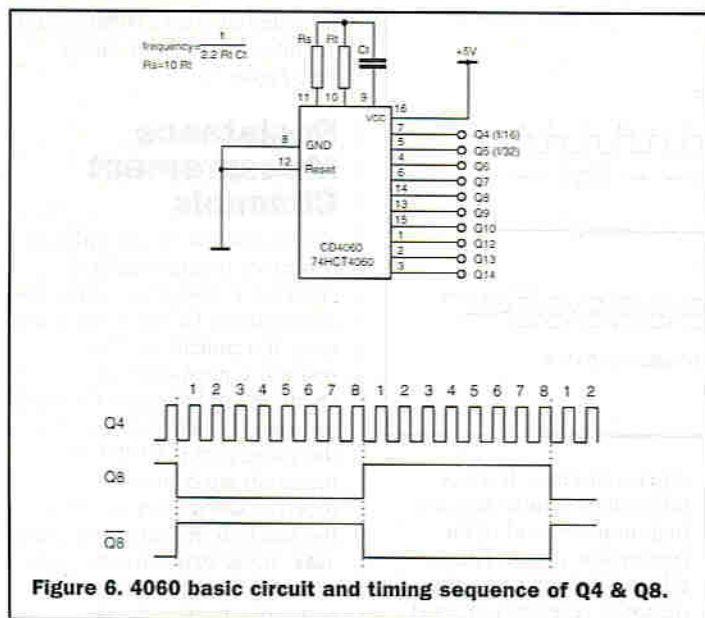 frequency= 1
2.2 Rt Ct
Rs=10 Rt
Rs
Rt
Ct
+5V
11
10
9
16
VCC
8
GND
12
Reset
7
Q4 (f/16)
5
Q5 (f/32)
4
Q6
6
Q7
14
Q8
13
Q9
15
Q10
1
Q12
2
Q13
3
Q14
CD4060
74HCT4060
1 2 3 4 5 6 7 8 1 2 3 4 5 6 7 8 1 2
Q4
Q8
Q8
Figure 6. 4060 basic circuit and timing sequence of Q4 & Q8.